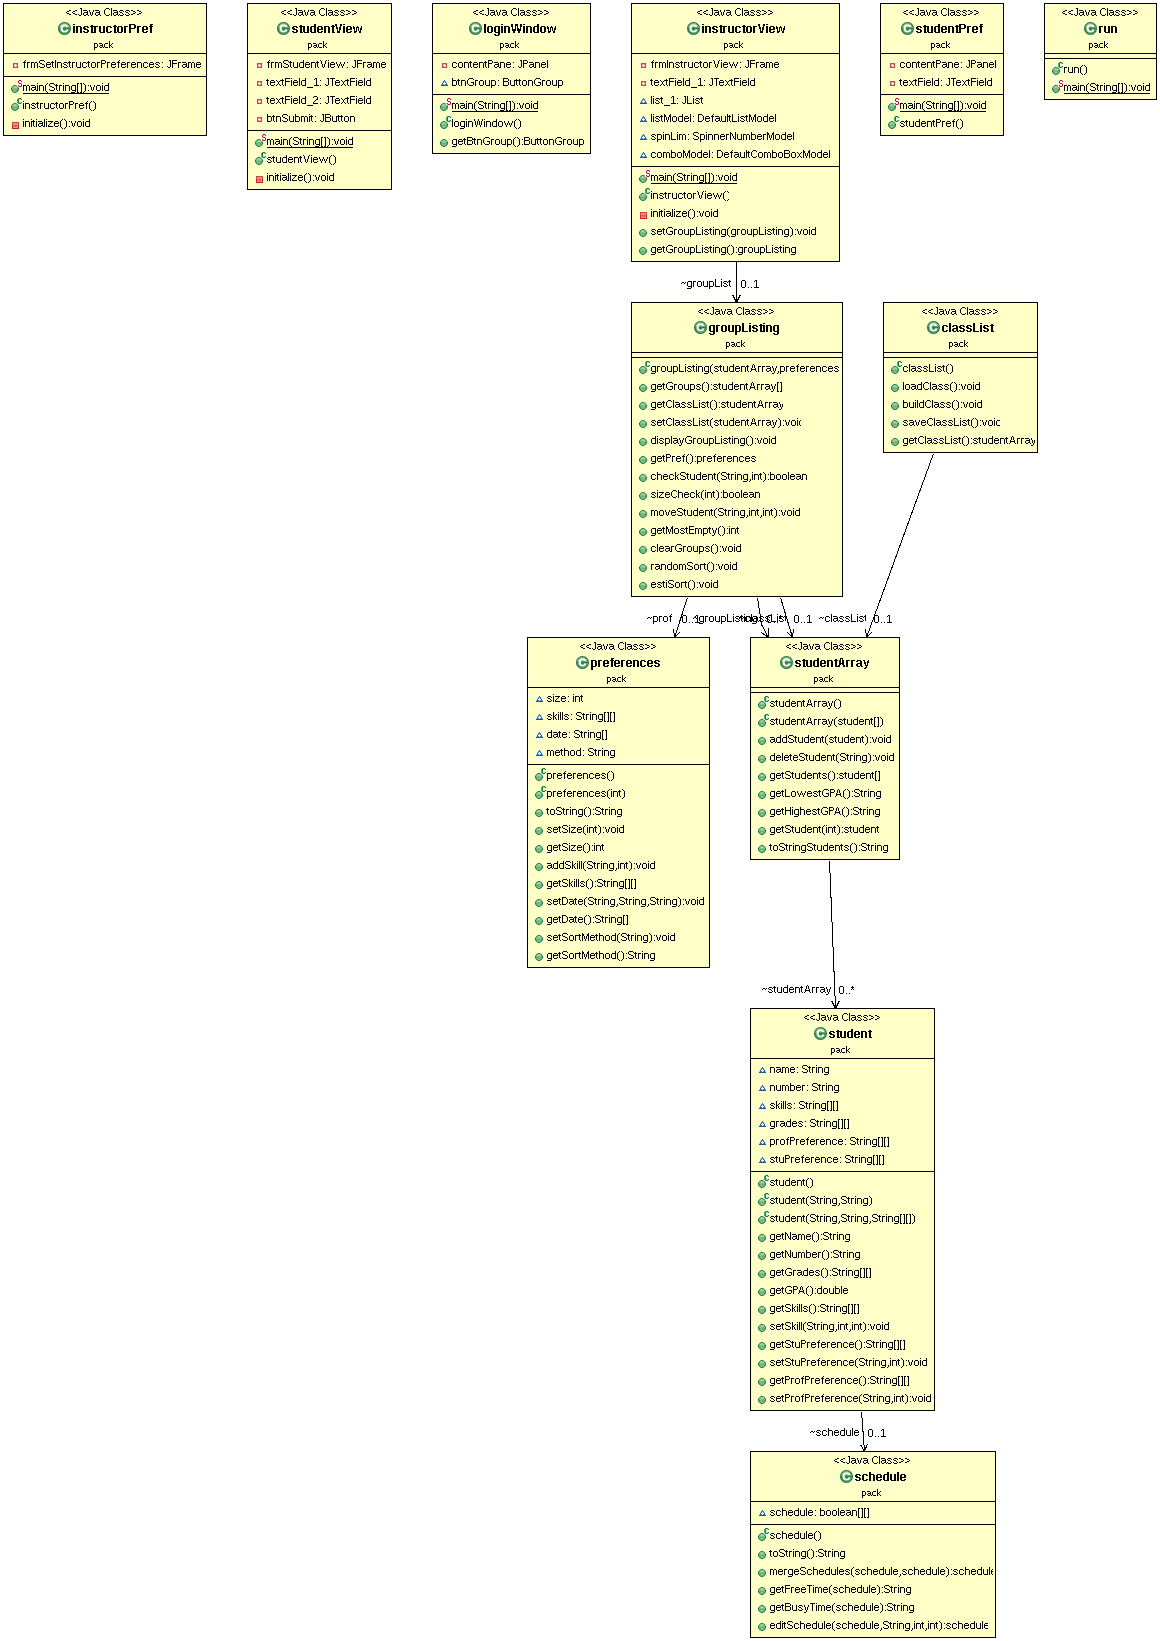 <<Java Class>>
instructorPref
pack
frmSetInstructorPreferences: JFrame
main(String[]):void
instructorPref()
initialize():void
<<Java Class>>
studentView
pack
frmStudentView: JFrame
textField_1: JTextField
textField_2: JTextField
btnSubmit: JButton
main(String[]):void
studentView()
initialize():void
<<Java Class>>
loginWindow
pack
contentPane: JPanel
btnGroup: ButtonGroup
main(String[]):void
loginWindow()
getBtnGroup():ButtonGroup
<<Java Class>>
instructorView
pack
frmInstructorView: JFrame
textField_1: JTextField
list_1: JList
listModel: DefaultListModel
spinLim: SpinnerNumberModel
comboModel: DefaultComboBoxModel
main(String[]):void
instructorView()
initialize():void
setGroupListing(groupListing):void
getGroupListing():groupListing
<<Java Class>>
studentPref
pack
contentPane: JPanel
textField: JTextField
main(String[]):void
studentPref()
<<Java Class>>
run
pack
run()
main(String[]):void
~groupList 0..1
<<Java Class>>
groupListing
pack
groupListing(studentArray,preferences
getGroups():studentArray[]
getClassList():studentArray
setClassList(studentArray):void
displayGroupListing():void
getPref():preferences
checkStudent(String,int):boolean
sizeCheck(int):boolean
moveStudent(String,int,int):void
getMostEmpty():int
clearGroups():void
randomSort():void
estiSort():void
<<Java Class>>
classList
pack
classList()
loadClass():void
buildClass():void
saveClassList():void
getClassList():studentArray
~prof 0..1
~classList 0..1
<<Java Class>>
preferences
pack
size: int
skills: String[][]
date: String[]
method: String
preferences()
preferences(int)
toString():String
setSize(int):void
getSize():int
addSkill(String,int):void
getSkills():String[][]
setDate(String,String,String):void
getDate():String[]
setSortMethod(String):void
getSortMethod():String
<<Java Class>>
studentArray
pack
studentArray()
studentArray(student[])
addStudent(student):void
deleteStudent(String):void
getStudents():student[]
getLowestGPA():String
getHighestGPA():String
getStudent(int):student
toStringStudents():String
~studentArray 0..*
<<Java Class>>
student
pack
name: String
number: String
skills: String[][]
grades: String[][]
profPreference: String[][]
stuPreference: String[][]
student()
student(String,String)
student(String,String,String[][])
getName():String
getNumber():String
getGrades():String[][]
getGPA():double
getSkills():String[][]
setSkill(String,int,int):void
getStuPreference():String[][]
setStuPreference(String,int):void
getProfPreference():String[][]
setProfPreference(String,int):void
~schedule 0..1
<<Java Class>>
schedule
pack
schedule: boolean[][]
schedule()
toString():String
mergeSchedules(schedule,schedule):schedule
getFreeTime(schedule):String
getBusyTime(schedule):String
editSchedule(schedule,String,int,int):schedule